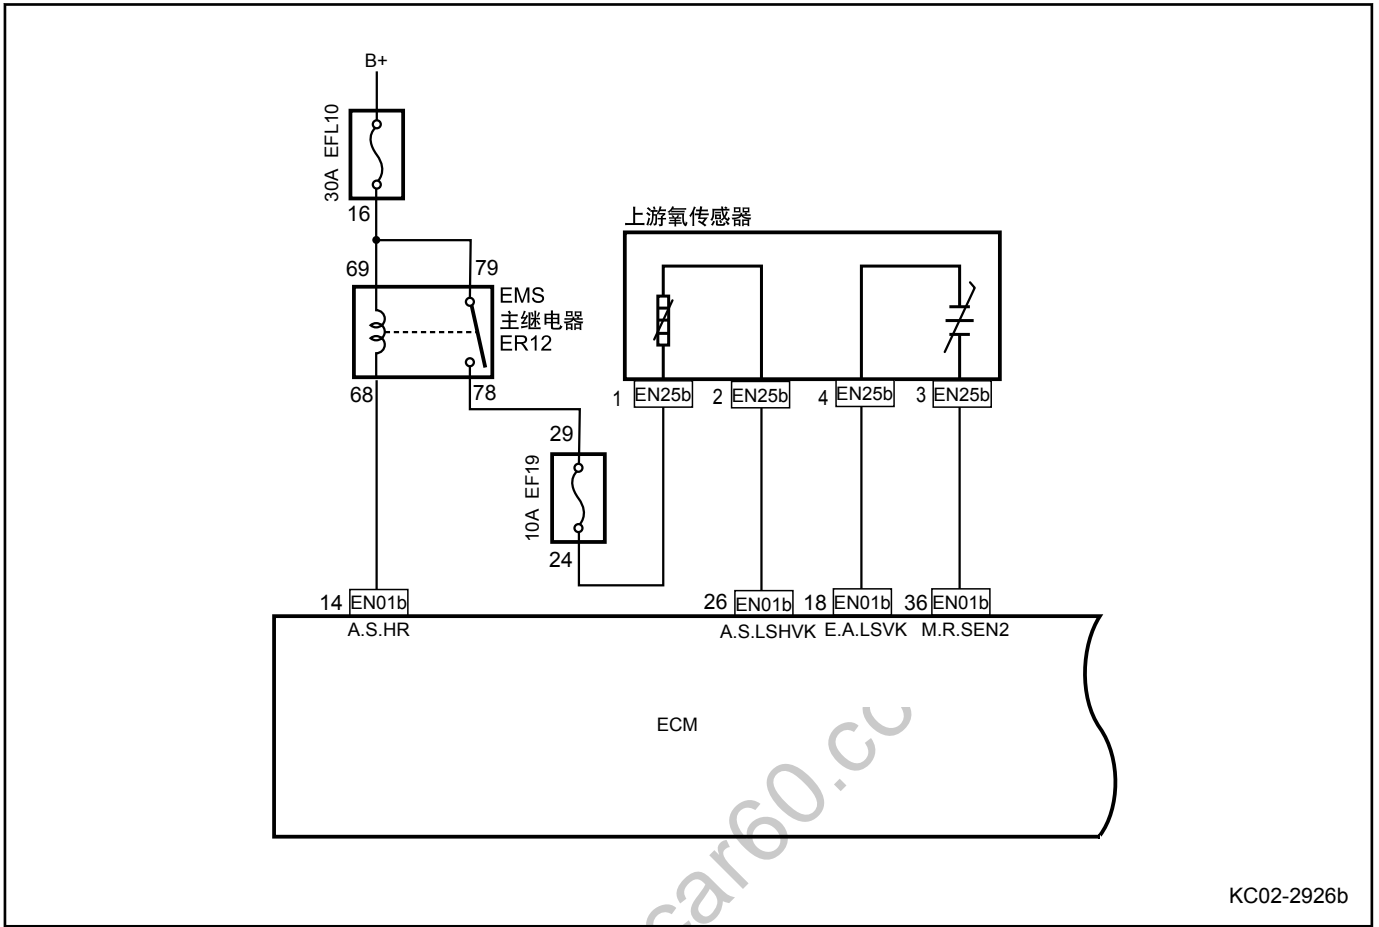 B+
30A EFL10
16
上游氧传感器
69
79
EMS
主继电器
ER12
68
78
1
EN25b
2
EN25b
4
EN25b
3
EN25b
29
10A EF19
24
14
EN01b
26
EN01b
18
EN01b
36
EN01b
A.S.HR
A.S.LSHVK
E.A.LSVK
M.R.SEN2
ECM
car60.cc
KC02-2926b